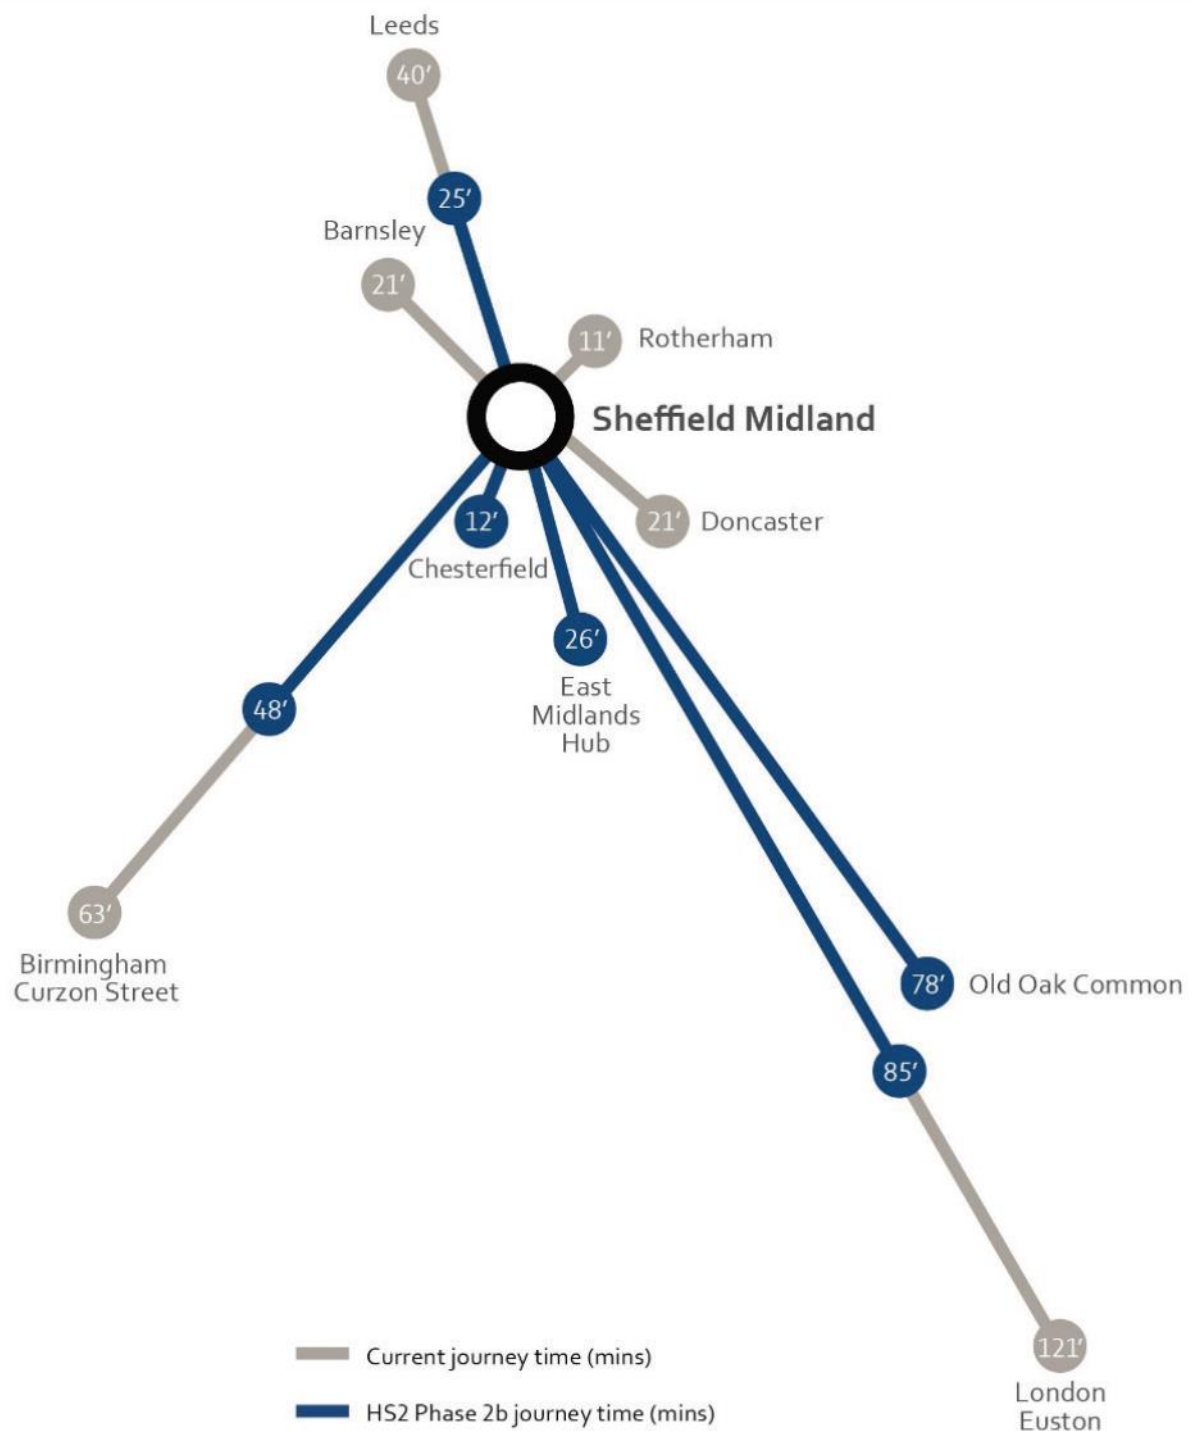 Leeds
40'
25'
Barnsley
21'
11'
Rotherham
Sheffield Midland
12'
Chesterfield
21'
Doncaster
26'
East
Midlands
Hub
48'
63'
Birmingham
Curzon Street
78'
Old Oak Common
85'
121'
London
Euston
Current journey time (mins)
HS2 Phase 2b journey time (mins)